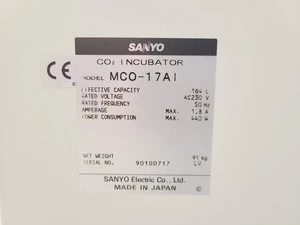 SANYO
CO₂ INCUBATOR
MODEL MCO-17AI
EFFECTIVE CAPACITY 164 L
RATED VOLTAGE AC230 V
RATED FREQUENCY 50 Hz
AMPERAGE MAX. 1.8 A
POWER CONSUMPTION MAX. 440 W
NET WEIGHT 91 kg
SERIAL NO. 90100717 LV
SANYO Electric Co., Ltd.
MADE IN JAPAN
CE